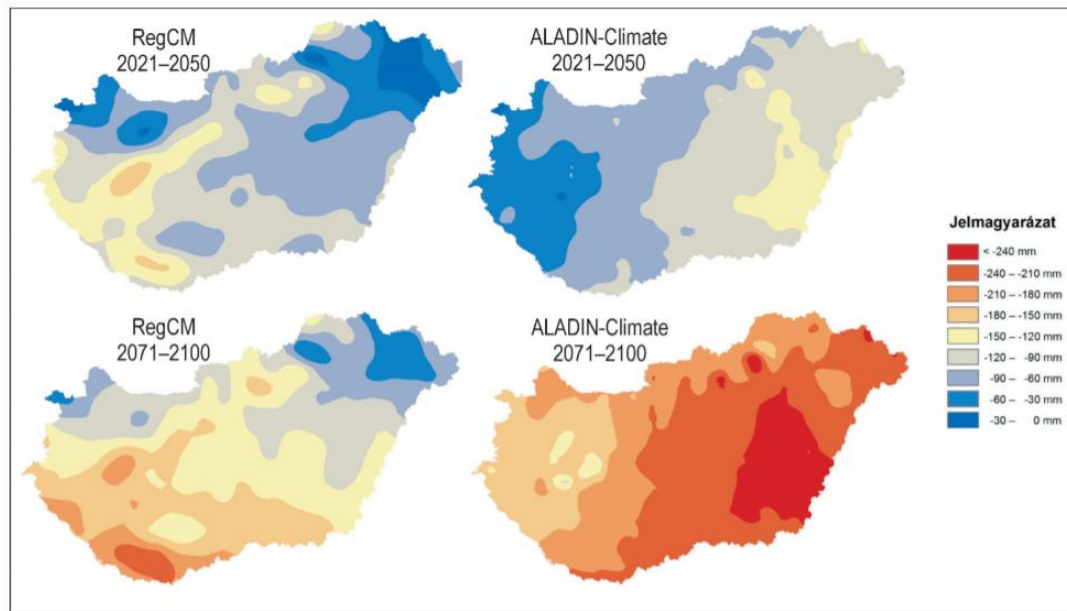 RegCM
2021–2050
ALADIN-Climate
2021–2050
Jelmagyarázat
< -240 mm
-240 – -210 mm
-210 – -180 mm
-180 – -150 mm
-150 – -120 mm
-120 – -90 mm
-90 – -60 mm
-60 – -30 mm
-30 – 0 mm
RegCM
2071–2100
ALADIN-Climate
2071–2100